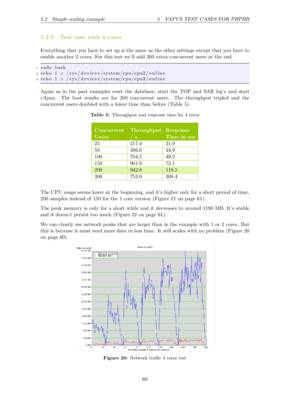 5.2 Simple scaling example
5 VAPUS TEST CASES FOR PBPHB
5.2.3 Test case with 4 cores
Everything that you have to set up is the same as the other settings except that you have to
enable another 2 cores. For this test we'll add 300 extra concurrent users at the end.
sudo bash
echo 1 > /sys/devices/system/cpu/cpu2/online
echo 1 > /sys/devices/system/cpu/cpu3/online
Again as in the past examples reset the database, start the TOP and SAR log's and start
vApus. The best results are for 200 concurrent users. The throughput tripled and the
concurrent users doubled with a lower time than before (Table 5).
Table 5: Throughput and response time for 4 cores
Concurrent Throughput Response
Users / s Time in ms
25 217.4 21.9
50 386.6 34.9
100 704.5 49.2
150 901.9 73.1
200 942.8 119.5
300 753.9 308.4
The CPU usage seems lower at the beginning, and it's higher only for a short period of time,
200 samples instead of 150 for the 1 core version (Figure 21 on page 61).
The peak memory is only for a short while and it decreases to around 1190 MB. It's stable
and it doesn't persist too much (Figure 22 on page 61).
We can clearly see network peaks that are larger than in the example with 1 or 2 cores. But
this is because it must send more data in less time. It still scales with no problem (Figure 20
on page 60).
Figure 20: Network traffic 4 cores test
60